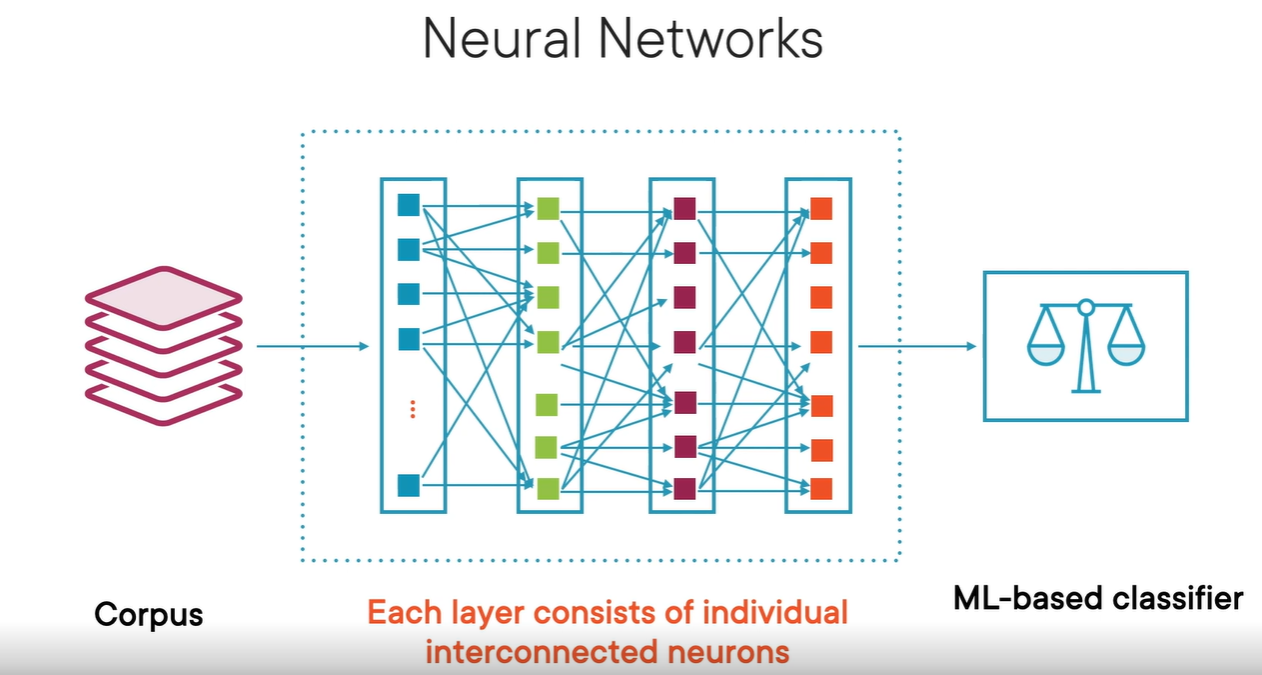 Neural Networks
Corpus
Each layer consists of individual
interconnected neurons
ML-based classifier